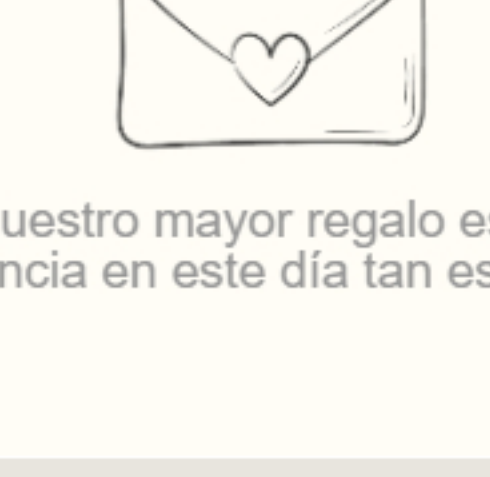 uestro mayor regalo es
ncia en este día tan es